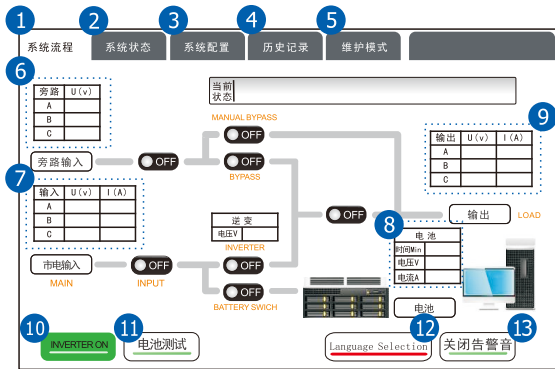 1 2 3 4 5
系统流程 系统状态 系统配置 历史记录 维护模式
6
旁路 U(v)
A
B
C
当前
状态
9
输出 U(v) I(A)
A
B
C
MANUAL BYPASS
OFF
旁路输入 OFF OFF
BYPASS
7
输入 U(v) I(A)
A
B
C
OFF 输出 LOAD
逆变
电压V
INVERTER
8
电池
时间Min
电压V
电流A
市电输入 OFF OFF
MAIN INPUT
OFF
BATTERY SWICH
电池
10 11 12 13
INVERTER ON 电池测试 Language Selection 关闭告警音